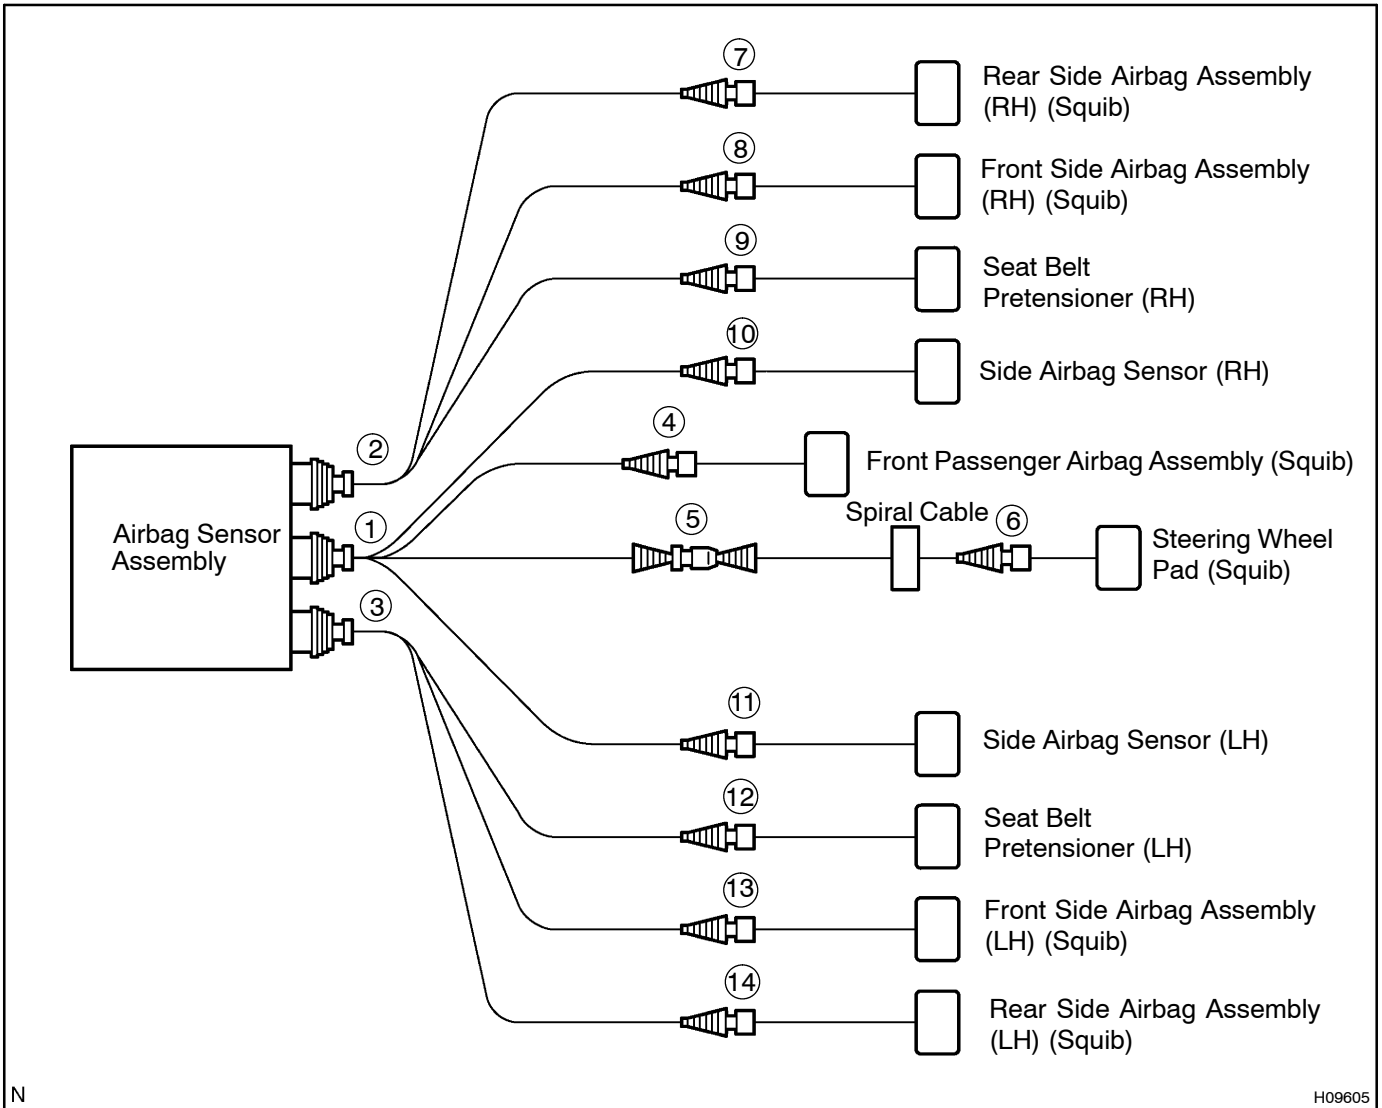 7
Rear Side Airbag Assembly
(RH) (Squib)
8
Front Side Airbag Assembly
(RH) (Squib)
9
Seat Belt
Pretensioner (RH)
10
Side Airbag Sensor (RH)
4
Front Passenger Airbag Assembly (Squib)
2
Airbag Sensor
Assembly
1
5
Spiral Cable
6
Steering Wheel
Pad (Squib)
3
11
Side Airbag Sensor (LH)
12
Seat Belt
Pretensioner (LH)
13
Front Side Airbag Assembly
(LH) (Squib)
14
Rear Side Airbag Assembly
(LH) (Squib)
N
H09605